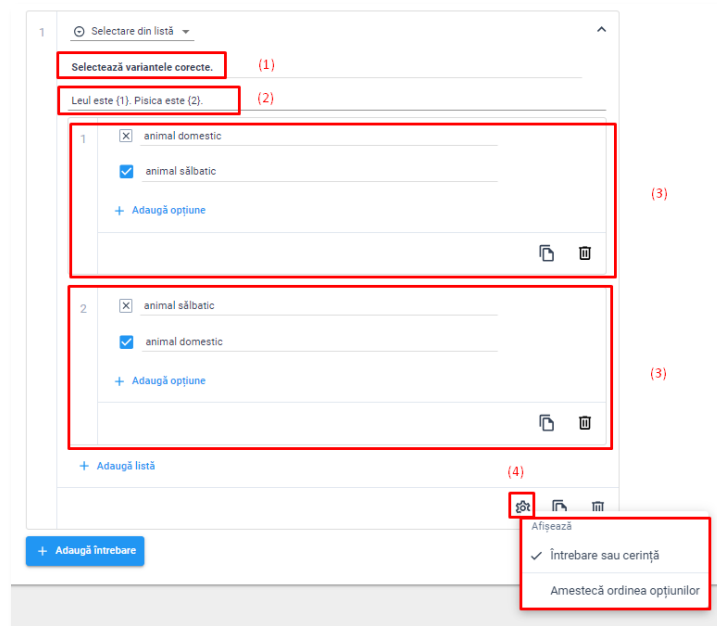 1 Selectare din listă
Selectează variantele corecte. (1)
Leul este {1}. Pisica este {2}. (2)
1 animal domestic
animal sălbatic
(3)
+ Adaugă opțiune
2 animal sălbatic
animal domestic
(3)
+ Adaugă opțiune
+ Adaugă listă
(4)
Afișează
+ Adaugă întrebare
Întrebare sau cerință
Amestecă ordinea opțiunilor